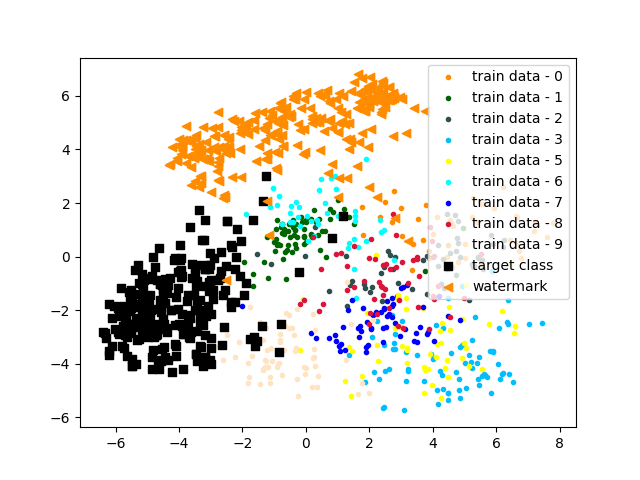 train data - 0
train data - 1
train data - 2
train data - 3
train data - 5
train data - 6
train data - 7
train data - 8
train data - 9
target class
watermark
6
4
2
0
−2
−4
−6
−6 −4 −2 0 2 4 6 8